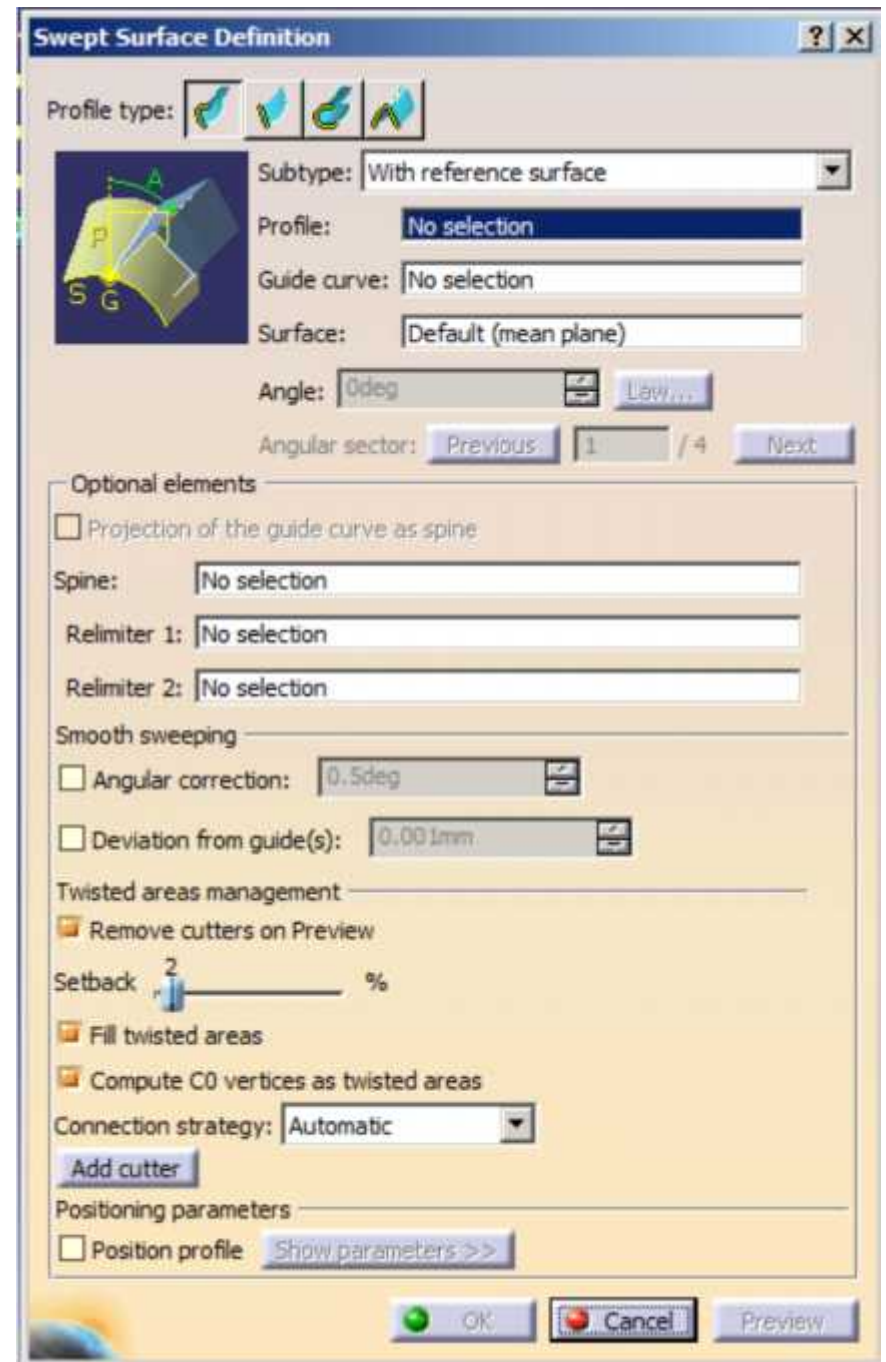 Swept Surface Definition
Profile type:
Subtype: With reference surface
A
P
S G
Profile: No selection
Guide curve: No selection
Surface: Default (mean plane)
Angle: 0deg Law...
Angular sector: Previous 1 / 4 Next
Optional elements
Projection of the guide curve as spine
Spine: No selection
Relimiter 1: No selection
Relimiter 2: No selection
Smooth sweeping
Angular correction: 0.5deg
Deviation from guide(s): 0.001mm
Twisted areas management
Remove cutters on Preview
2
Setback %
Fill twisted areas
Compute C0 vertices as twisted areas
Connection strategy: Automatic
Add cutter
Positioning parameters
Position profile Show parameters >>
OK Cancel Preview